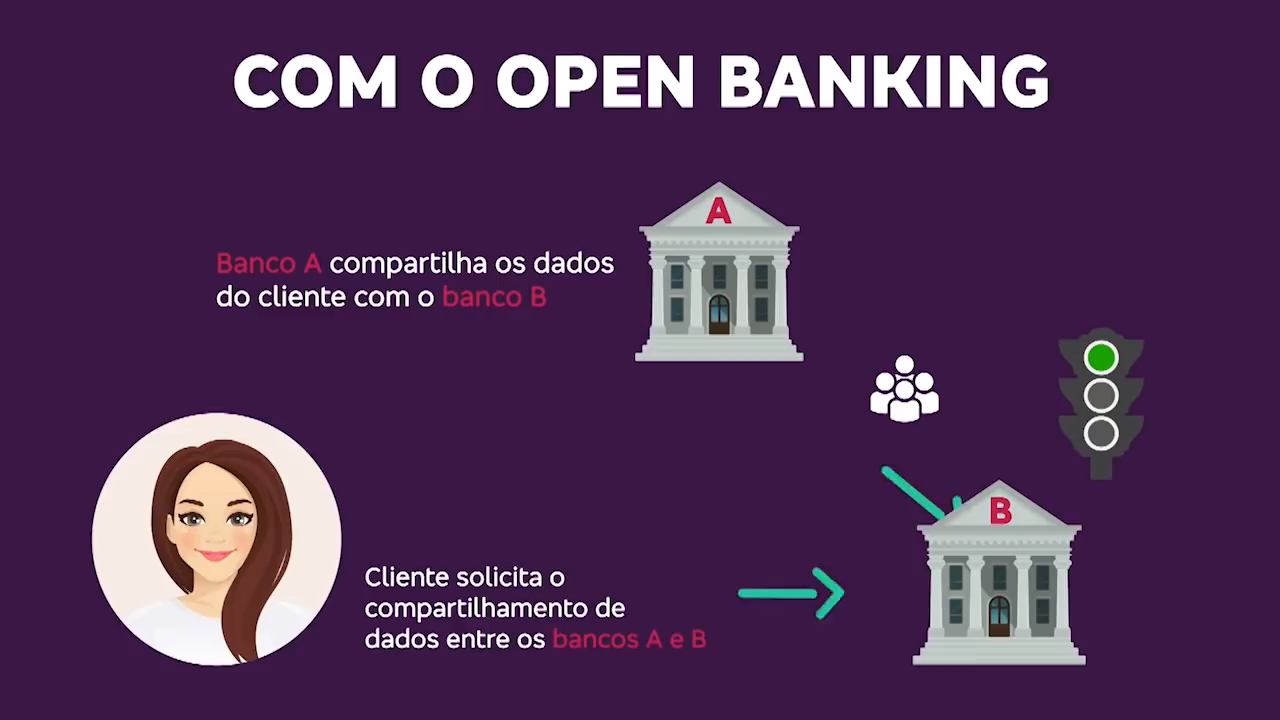 COM O OPEN BANKING
A
Banco A compartilha os dados
do cliente com o banco B
B
Cliente solicita o
compartilhamento de
dados entre os bancos A e B